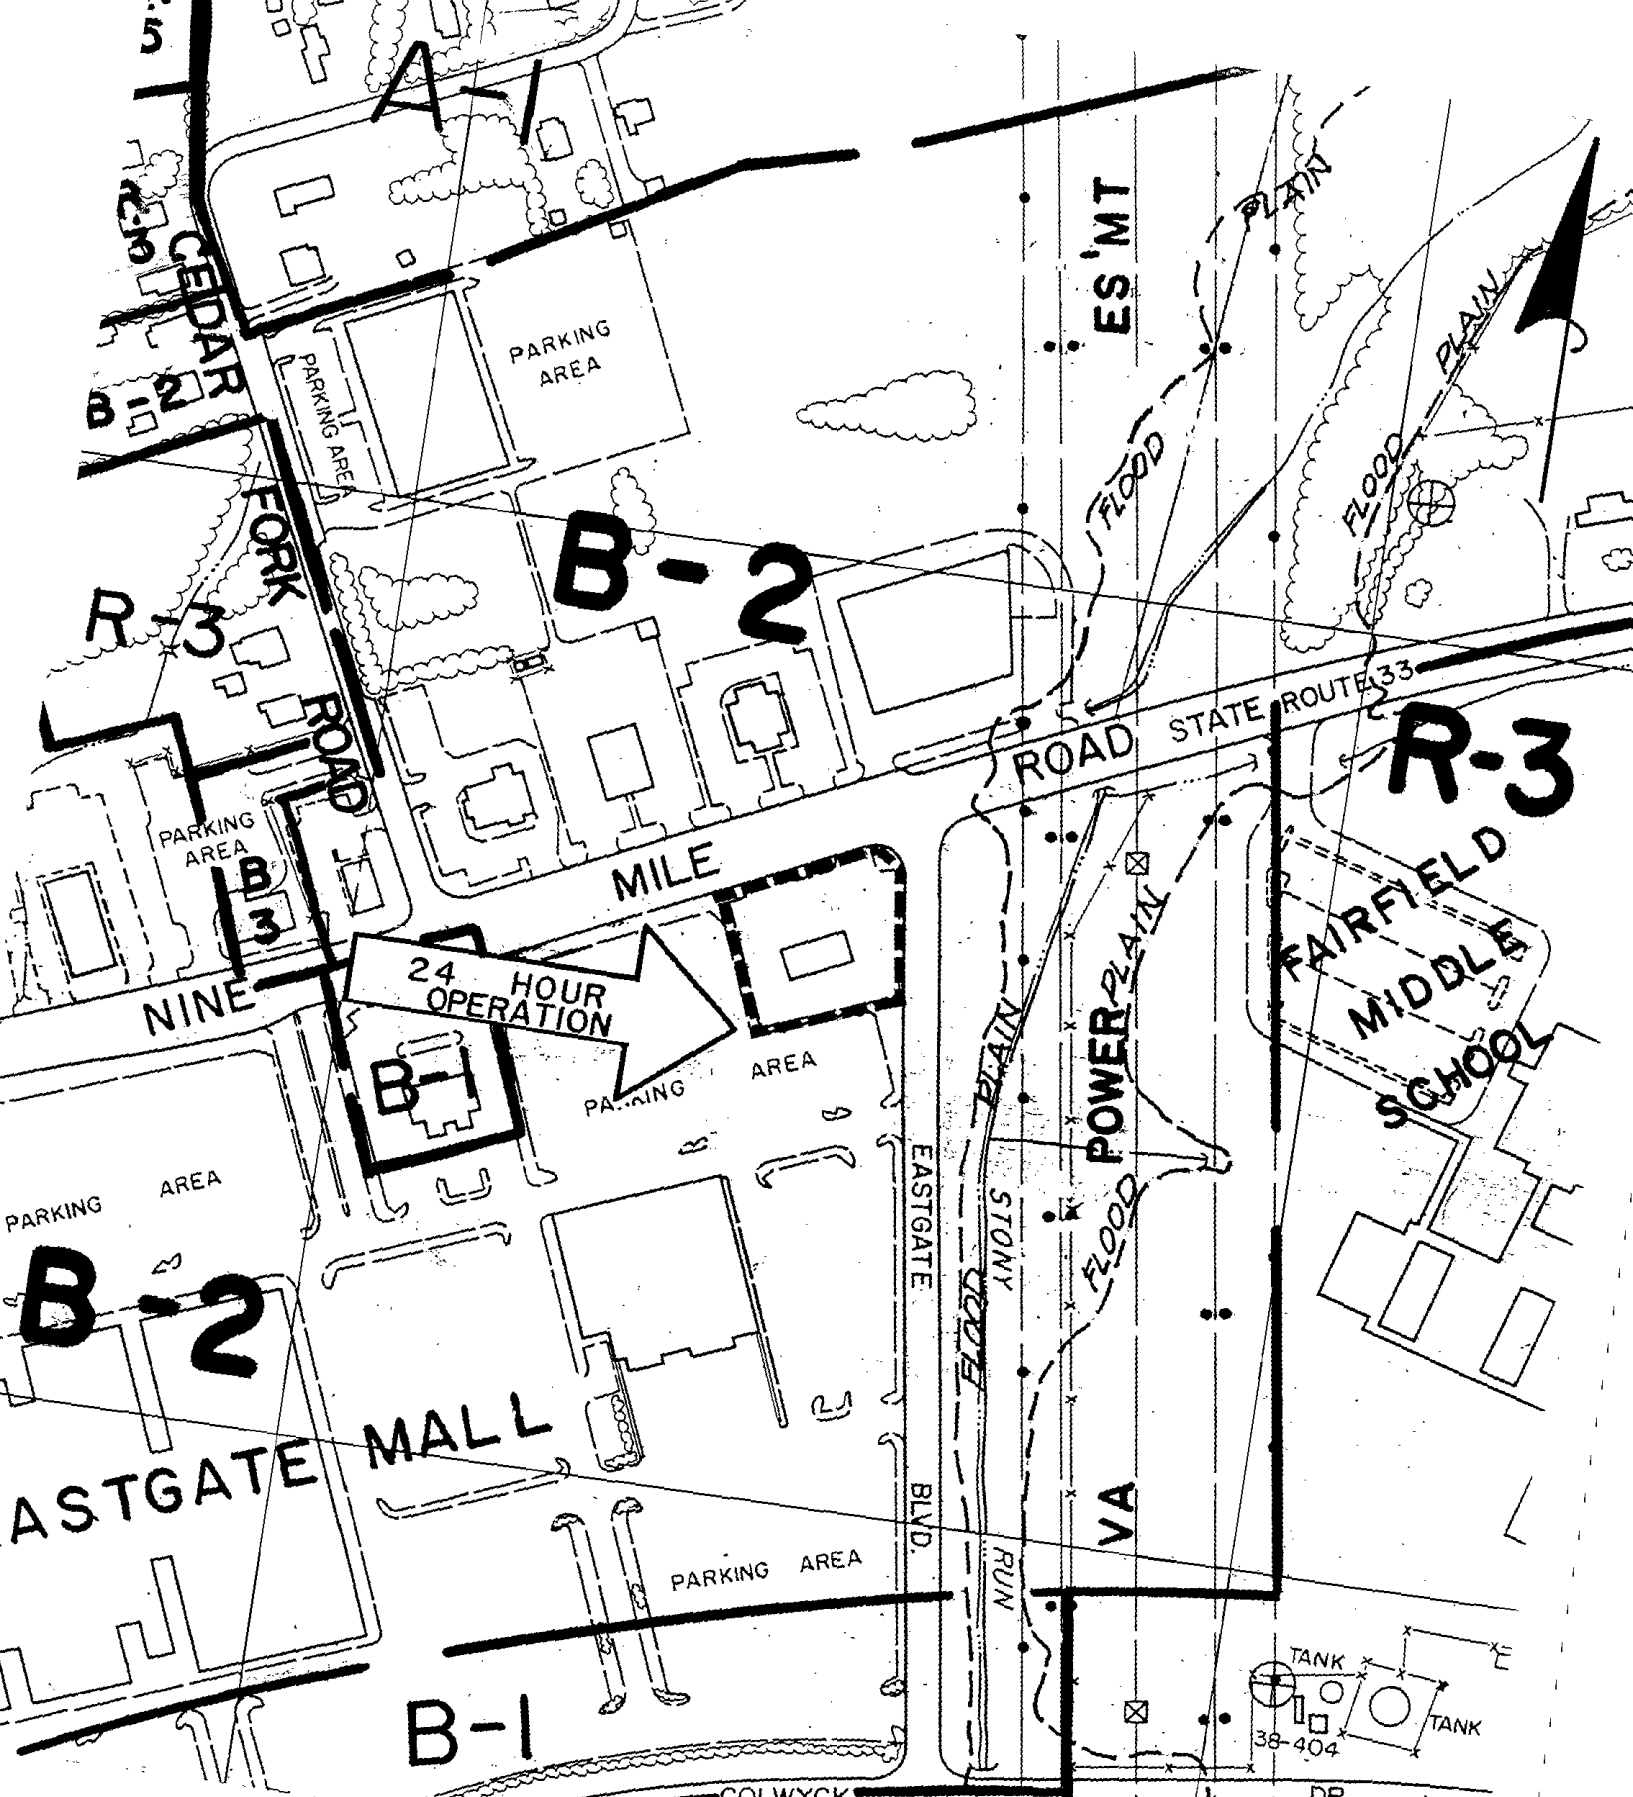 5
A-1
R-3
CEDAR
PARKING
AREA
PARKING AREA
B-2
FORK
ES'MT
PLAIN
PLAIN
FLOOD
FLOOD
B-2
R-3
ROAD
ROAD STATE ROUTE 33
R-3
PARKING
AREA
B
3
MILE
NINE
24 HOUR
OPERATION
FAIRFIELD
MIDDLE
SCHOOL
B-1
PARKING AREA
PLAIN
POWER
PLAIN
PARKING AREA
EASTGATE
STONY
FLOOD
FLOOD
B-2
ASTGATE MALL
BLVD.
VA
RUN
PARKING AREA
B-1
TANK
E
TANK
38-404
COLWYCK
DR